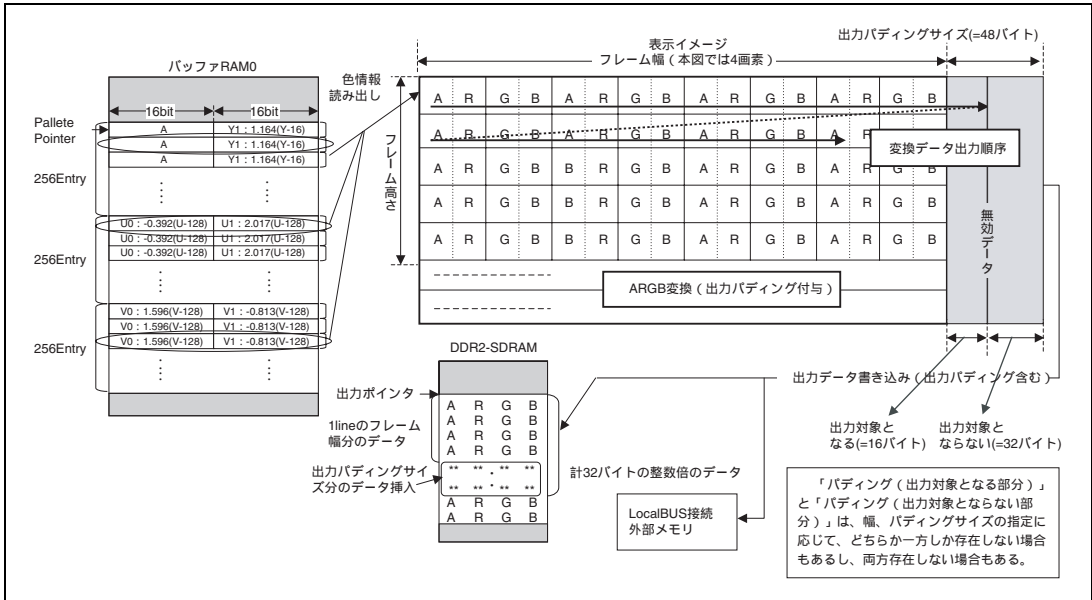 バッファRAM0
16bit 16bit
Pallete
Pointer
A Y1 : 1.164(Y-16)
A Y1 : 1.164(Y-16)
A Y1 : 1.164(Y-16)
256Entry
U0 : -0.392(U-128) U1 : 2.017(U-128)
U0 : -0.392(U-128) U1 : 2.017(U-128)
U0 : -0.392(U-128) U1 : 2.017(U-128)
256Entry
V0 : 1.596(V-128) V1 : -0.813(V-128)
V0 : 1.596(V-128) V1 : -0.813(V-128)
V0 : 1.596(V-128) V1 : -0.813(V-128)
256Entry
色情報
読み出し
表示イメージ
フレーム幅（本図では4画素）
出力パディングサイズ(=48バイト)
フレーム高さ
A R G B A R G B A R G B A R G B
A R G B A R G B A R G B A R G B
A R G B A R G B A R G B A R G B
A R G B B R G B A R G B A R G B
A R G B B R G B A R G B A R G B
変換データ出力順序
無効データ
ARGB変換（出力パディング付与）
出力データ書き込み（出力パディング含む）
出力対象と
なる(=16バイト)
出力対象と
ならない(=32バイト)
DDR2-SDRAM
出力ポインタ
1lineのフレーム
幅分のデータ
A R G B
A R G B
A R G B
A R G B
出力パディングサイ
ズ分のデータ挿入
** ** ** **
** ** ** **
A R G B
A R G B
計32バイトの整数倍のデータ
LocalBUS接続
外部メモリ
「パディング（出力対象となる部分）」
と「パディング（出力対象とならない部
分）」は、幅、パディングサイズの指定に
応じて、どちらか一方しか存在しない場合
もあるし、両方存在しない場合もある。